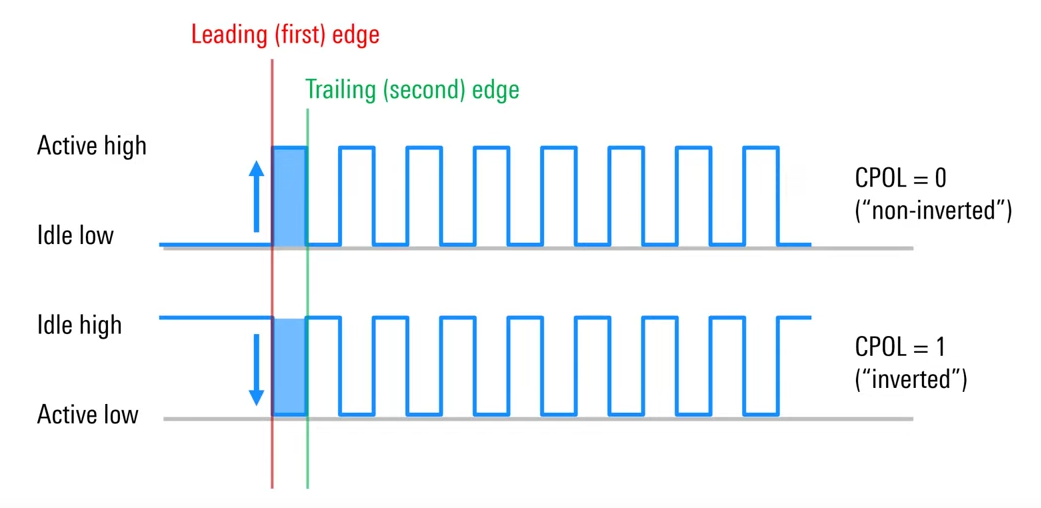 Leading (first) edge
Trailing (second) edge
Active high
Idle low
CPOL = 0
(“non-inverted”)
Idle high
Active low
CPOL = 1
(“inverted”)